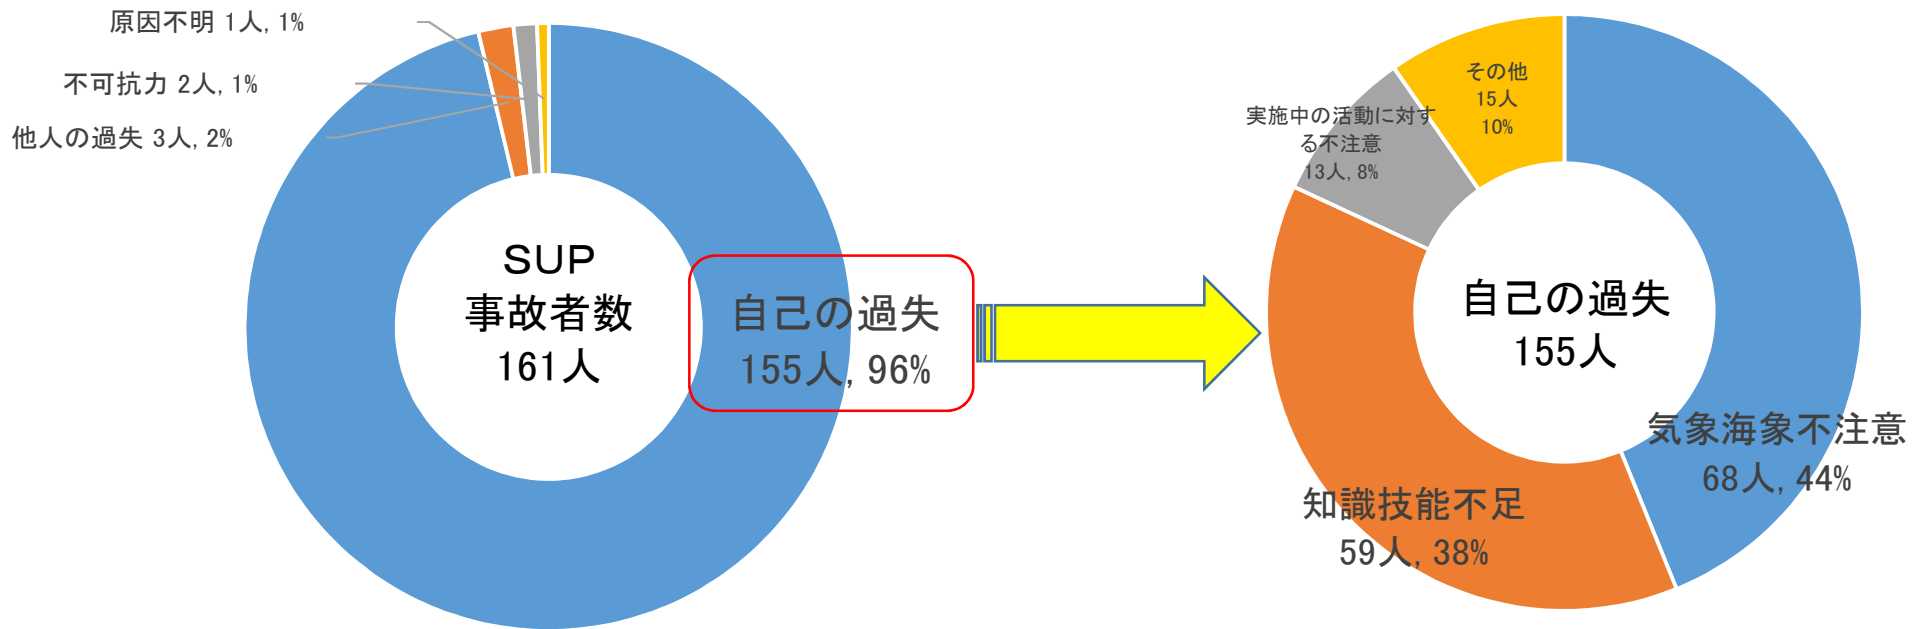 原因不明 1人, 1%
不可抗力 2人, 1%
他人の過失 3人, 2%
SUP
事故者数
161人
自己の過失
155人, 96%
その他
15人
10%
実施中の活動に対す
る不注意
13人, 8%
自己の過失
155人
気象海象不注意
68人, 44%
知識技能不足
59人, 38%